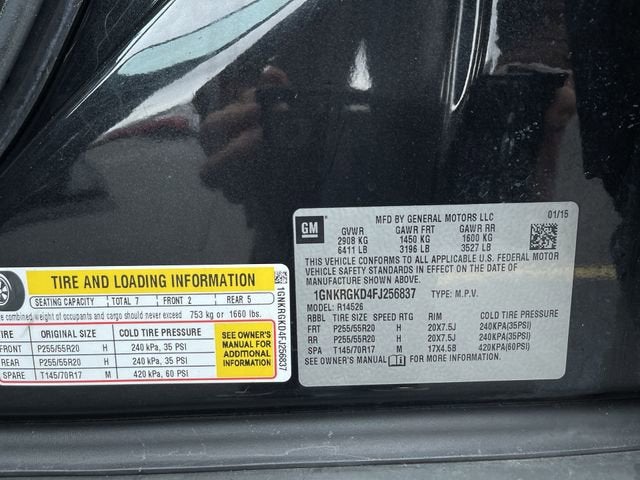 MFD BY GENERAL MOTORS LLC 01/15
GM
GVWR GAWR FRT GAWR RR
2908 KG 1450 KG 1600 KG
6411 LB 3196 LB 3527 LB
THIS VEHICLE CONFORMS TO ALL APPLICABLE U.S. FEDERAL MOTOR
VEHICLE SAFETY STANDARDS IN EFFECT ON THE DATE OF
MANUFACTURE SHOWN ABOVE.
1GNKRGKD4FJ256837 TYPE: M.P.V.
MODEL: R14526
RBBL TIRE SIZE SPEED RTG RIM COLD TIRE PRESSURE
FRT P255/55R20 H 20X7.5J 240KPA(35PSI)
RR P255/55R20 H 20X7.5J 240KPA(35PSI)
SPA T145/70R17 M 17X4.5B 420KPA(60PSI)
SEE OWNER'S MANUAL FOR MORE INFORMATION
TIRE AND LOADING INFORMATION
SEATING CAPACITY TOTAL 7 FRONT 2 REAR 5
combined weight of occupants and cargo should never exceed 753 kg or 1660 lbs.
TIRE ORIGINAL SIZE COLD TIRE PRESSURE
FRONT P255/55R20 H 240 kPa, 35 PSI
REAR P255/55R20 H 240 kPa, 35 PSI
SPARE T145/70R17 M 420 kPa, 60 PSI
SEE OWNER'S
MANUAL FOR
ADDITIONAL
INFORMATION
1GNKRGKD4FJ256837